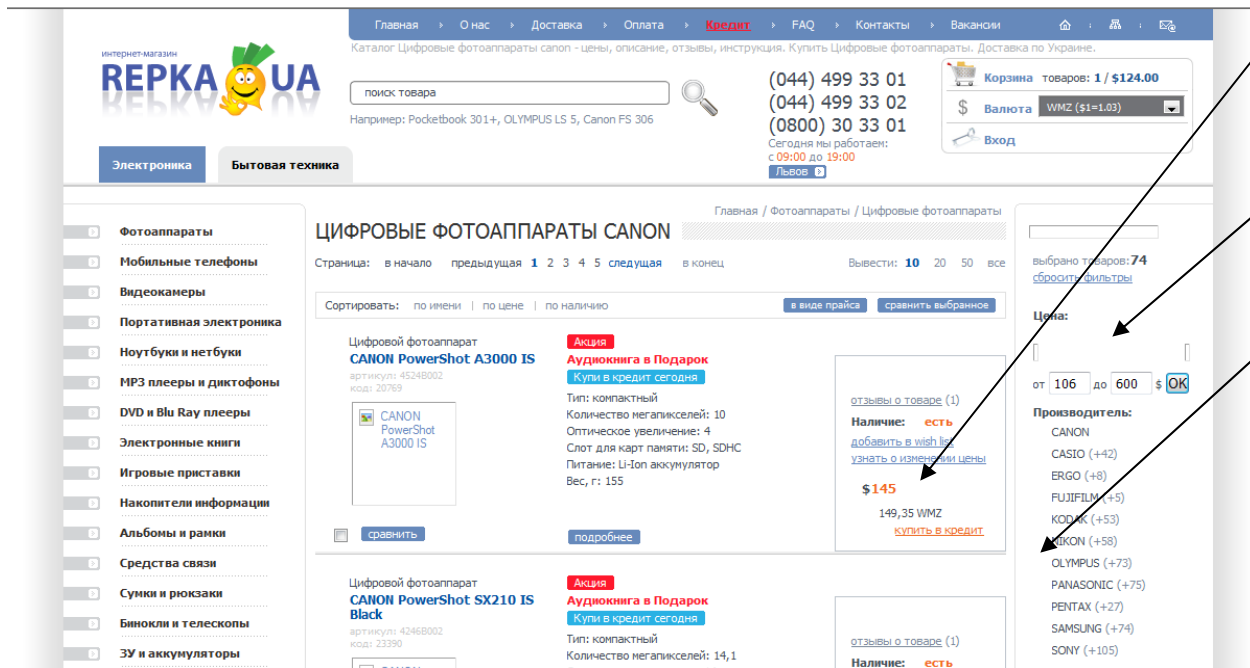 Главная › О нас › Доставка › Оплата › Кредит › FAQ › Контакты › Вакансии
Каталог Цифровые фотоаппараты canon - цены, описание, отзывы, инструкция. Купить Цифровые фотоаппараты. Доставка по Украине.
интернет-магазин
REPKA UA
поиск товара
Например: Pocketbook 301+, OLYMPUS LS 5, Canon FS 306
(044) 499 33 01
(044) 499 33 02
(0800) 30 33 01
Сегодня мы работаем:
с 09:00 до 19:00
Львов
Корзина товаров: 1 / $124.00
$ Валюта WMZ ($1=1.03)
Вход
Электроника
Бытовая техника
Фотоаппараты
Мобильные телефоны
Видеокамеры
Портативная электроника
Ноутбуки и нетбуки
MP3 плееры и диктофоны
DVD и Blu Ray плееры
Электронные книги
Игровые приставки
Накопители информации
Альбомы и рамки
Средства связи
Сумки и рюкзаки
Бинокли и телескопы
ЗУ и аккумуляторы
Главная / Фотоаппараты / Цифровые фотоаппараты
ЦИФРОВЫЕ ФОТОАППАРАТЫ CANON
Страница: в начало предыдущая 1 2 3 4 5 следущая в конец
Вывести: 10 20 50 все
Сортировать: по имени | по цене | по наличию
в виде прайса
сравнить выбранное
Цифровой фотоаппарат
CANON PowerShot A3000 IS
артикул: 4524B002
код: 20769
CANON
PowerShot
A3000 IS
сравнить
Акция
Аудиокнига в Подарок
Купи в кредит сегодня
Тип: компактный
Количество мегапикселей: 10
Оптическое увеличение: 4
Слот для карт памяти: SD, SDHC
Питание: Li-Ion аккумулятор
Вес, г: 155
подробнее
отзывы о товаре (1)
Наличие: есть
добавить в wish list
узнать о изменении цены
$145
149,35 WMZ
купить в кредит
Цифровой фотоаппарат
CANON PowerShot SX210 IS
Black
артикул: 4246B002
код: 23390
Акция
Аудиокнига в Подарок
Купи в кредит сегодня
Тип: компактный
Количество мегапикселей: 14,1
отзывы о товаре (1)
Наличие: есть
выбрано товаров: 74
сбросить фильтры
Цена:
от 106 до 600 $ OK
Производитель:
CANON
CASIO (+42)
ERGO (+8)
FUJIFILM (+5)
KODAK (+53)
NIKON (+58)
OLYMPUS (+73)
PANASONIC (+75)
PENTAX (+27)
SAMSUNG (+74)
SONY (+105)